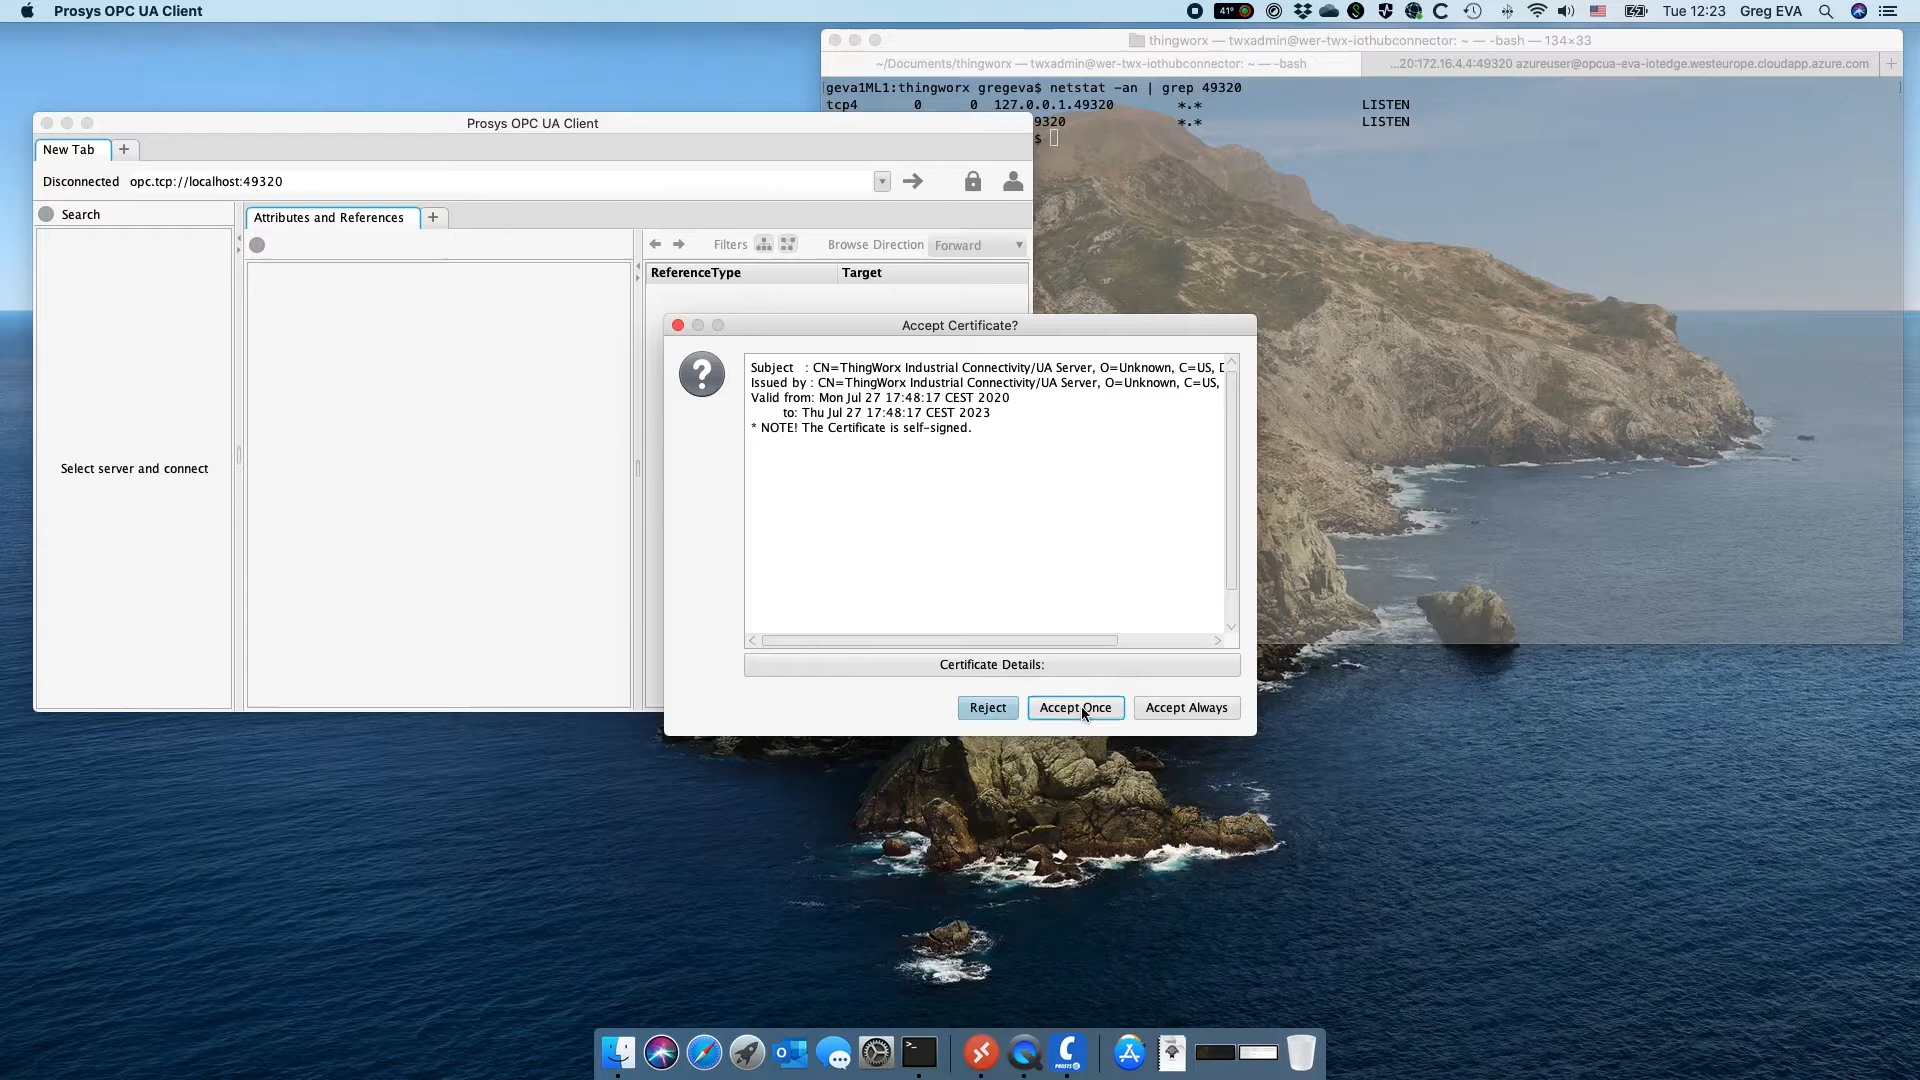 Prosys OPC UA Client
41°
Tue 12:23
Greg EVA
thingworx — twxadmin@wer-twx-iothubconnector: ~ — -bash — 134×33
~/Documents/thingworx — twxadmin@wer-twx-iothubconnector: ~ — -bash
...20:172.16.4.4:49320 azureuser@opcua-eva-iotedge.westeurope.cloudapp.azure.com
+
[geva1ML1:thingworx gregeva$ netstat -an | grep 49320
tcp4 0 0 127.0.0.1.49320 *.* LISTEN
9320 *.* LISTEN
$
Prosys OPC UA Client
New Tab +
Disconnected opc.tcp://localhost:49320
Search
Attributes and References +
Filters Browse Direction Forward
ReferenceType Target
Select server and connect
Accept Certificate?
?
Subject : CN=ThingWorx Industrial Connectivity/UA Server, O=Unknown, C=US, D
Issued by : CN=ThingWorx Industrial Connectivity/UA Server, O=Unknown, C=US,
Valid from: Mon Jul 27 17:48:17 CEST 2020
to: Thu Jul 27 17:48:17 CEST 2023
* NOTE! The Certificate is self-signed.
Certificate Details:
Reject
Accept Once
Accept Always
PROSYS